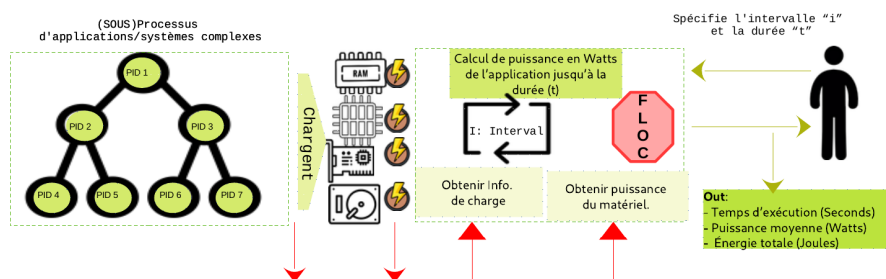 (SOUS)Processus
d'applications/systèmes complexes
PID 1
PID 2
PID 3
PID 4
PID 5
PID 6
PID 7
Chargent
RAM
Calcul de puissance en Watts
de l'application jusqu'à la
durée (t)
I: Interval
F
L
O
C
Obtenir Info.
de charge
Obtenir puissance
du matériel.
Spécifie l'intervalle “i”
et la durée “t”
Out:
- Temps d'exécution (Seconds)
- Puissance moyenne (Watts)
- Énergie totale (Joules)